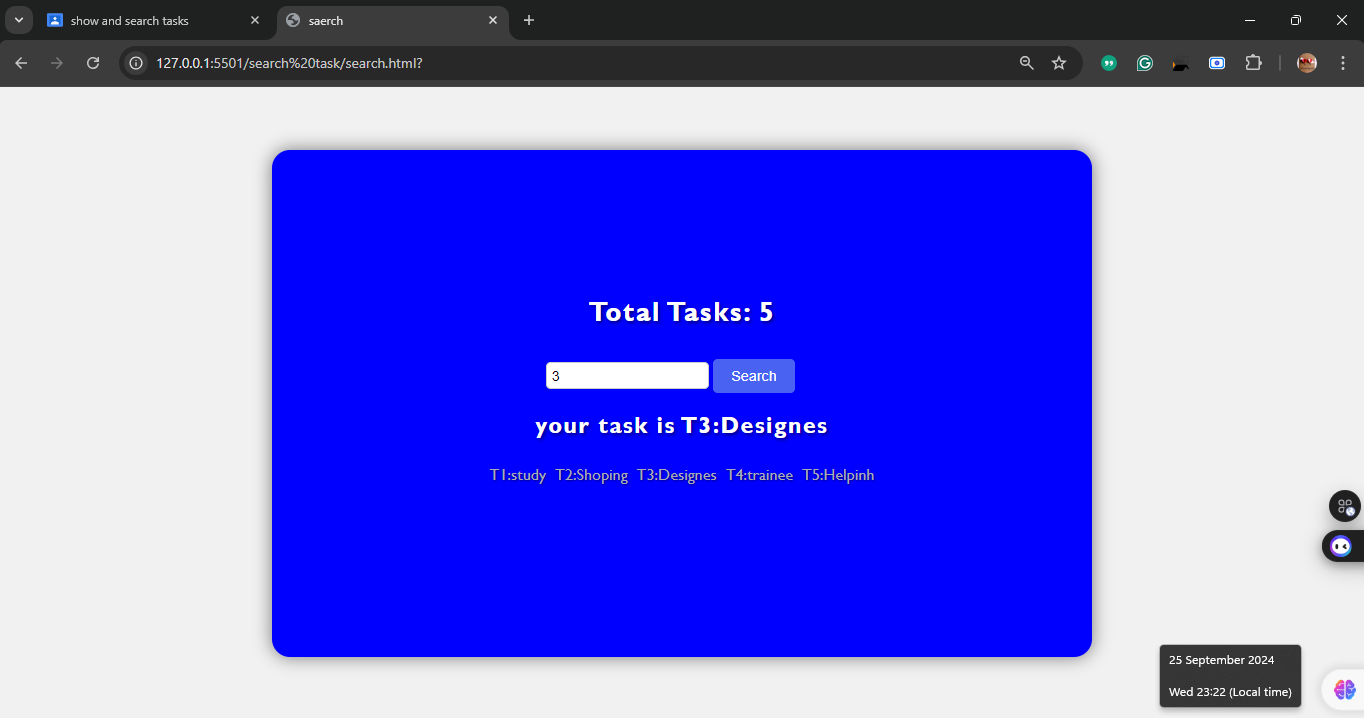 show and search tasks
saerch
127.0.0.1:5501/search%20task/search.html?
Total Tasks: 5
3
Search
your task is T3:Designes
T1:study T2:Shoping T3:Designes T4:trainee T5:Helpinh
25 September 2024
Wed 23:22 (Local time)